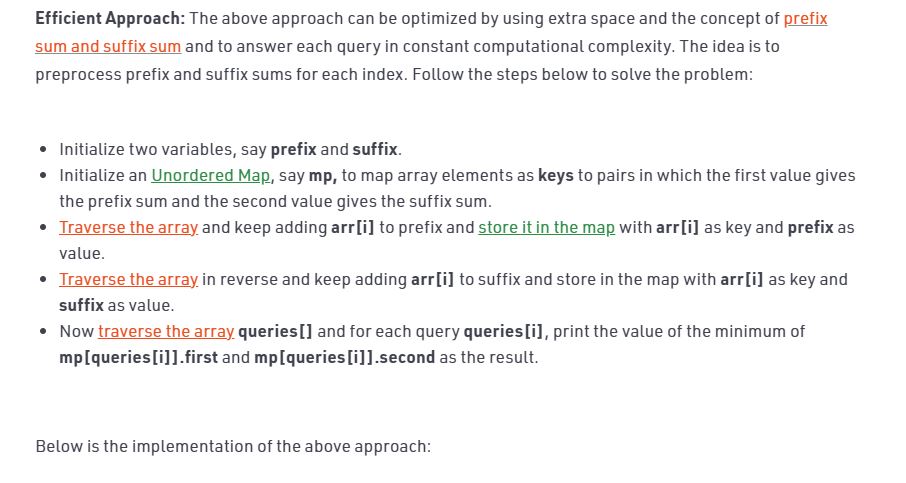 Efficient Approach: The above approach can be optimized by using extra space and the concept of prefix
sum and suffix sum and to answer each query in constant computational complexity. The idea is to
preprocess prefix and suffix sums for each index. Follow the steps below to solve the problem:
• Initialize two variables, say prefix and suffix.
• Initialize an Unordered Map, say mp, to map array elements as keys to pairs in which the first value gives
the prefix sum and the second value gives the suffix sum.
• Traverse the array and keep adding arr[i] to prefix and store it in the map with arr[i] as key and prefix as
value.
• Traverse the array in reverse and keep adding arr[i] to suffix and store in the map with arr[i] as key and
suffix as value.
• Now traverse the array queries[] and for each query queries[i], print the value of the minimum of
mp[queries[i]].first and mp[queries[i]].second as the result.
Below is the implementation of the above approach: